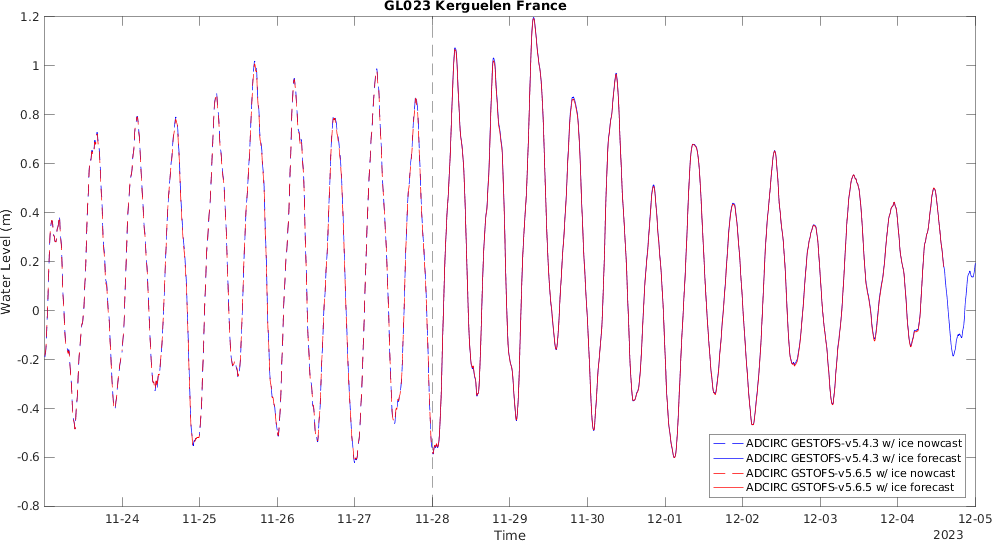 GL023 Kerguelen France
1.2
1
0.8
0.6
0.4
0.2
0
-0.2
-0.4
-0.6
-0.8
Water Level (m)
ADCIRC GESTOFS-v5.4.3 w/ ice nowcast
ADCIRC GESTOFS-v5.4.3 w/ ice forecast
ADCIRC GSTOFS-v5.6.5 w/ ice nowcast
ADCIRC GSTOFS-v5.6.5 w/ ice forecast
11-24 11-25 11-26 11-27 11-28 11-29 11-30 12-01 12-02 12-03 12-04 12-05
Time
2023